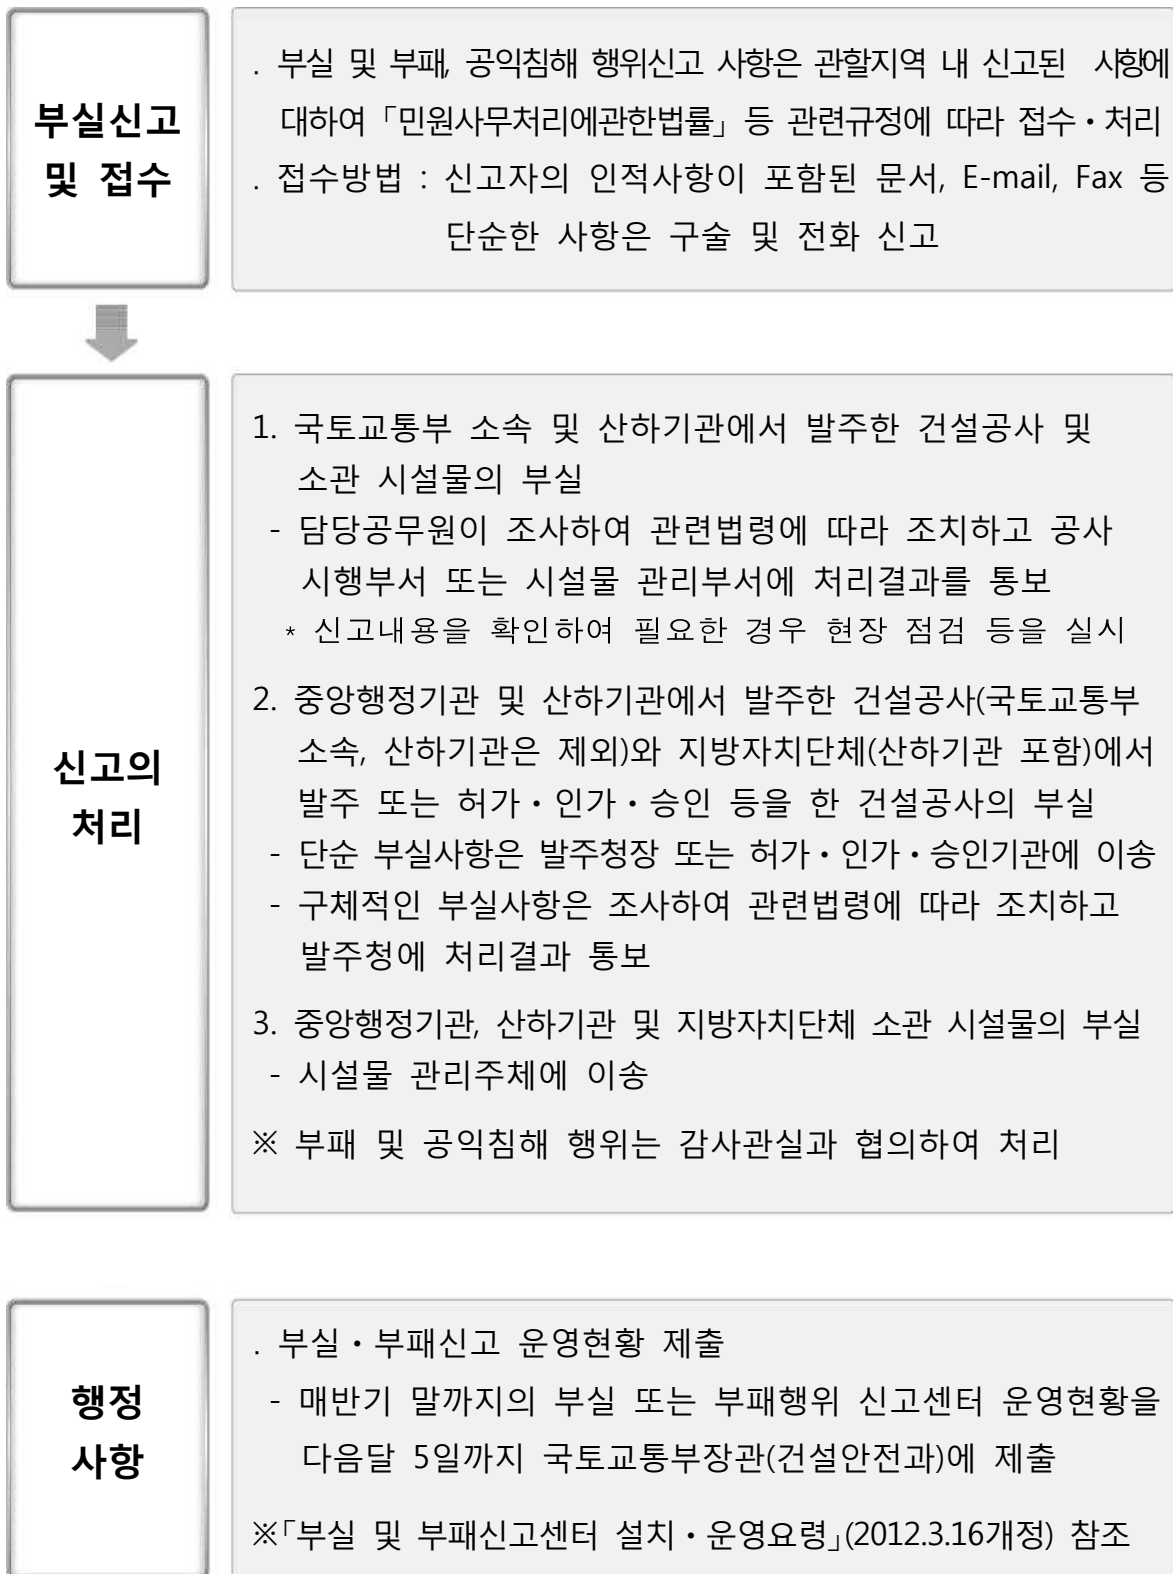 부실신고
및 접수
. 부실 및 부패, 공익침해 행위신고 사항은 관할지역 내 신고된 사항에
대하여「민원사무처리에관한법률」등 관련규정에 따라 접수・처리
. 접수방법 : 신고자의 인적사항이 포함된 문서, E-mail, Fax 등
단순한 사항은 구술 및 전화 신고
신고의
처리
1. 국토교통부 소속 및 산하기관에서 발주한 건설공사 및
소관 시설물의 부실
- 담당공무원이 조사하여 관련법령에 따라 조치하고 공사
시행부서 또는 시설물 관리부서에 처리결과를 통보
* 신고내용을 확인하여 필요한 경우 현장 점검 등을 실시
2. 중앙행정기관 및 산하기관에서 발주한 건설공사(국토교통부
소속, 산하기관은 제외)와 지방자치단체(산하기관 포함)에서
발주 또는 허가・인가・승인 등을 한 건설공사의 부실
- 단순 부실사항은 발주청장 또는 허가・인가・승인기관에 이송
- 구체적인 부실사항은 조사하여 관련법령에 따라 조치하고
발주청에 처리결과 통보
3. 중앙행정기관, 산하기관 및 지방자치단체 소관 시설물의 부실
- 시설물 관리주체에 이송
※ 부패 및 공익침해 행위는 감사관실과 협의하여 처리
행정
사항
. 부실・부패신고 운영현황 제출
- 매반기 말까지의 부실 또는 부패행위 신고센터 운영현황을
다음달 5일까지 국토교통부장관(건설안전과)에 제출
※「부실 및 부패신고센터 설치・운영요령」(2012.3.16개정) 참조